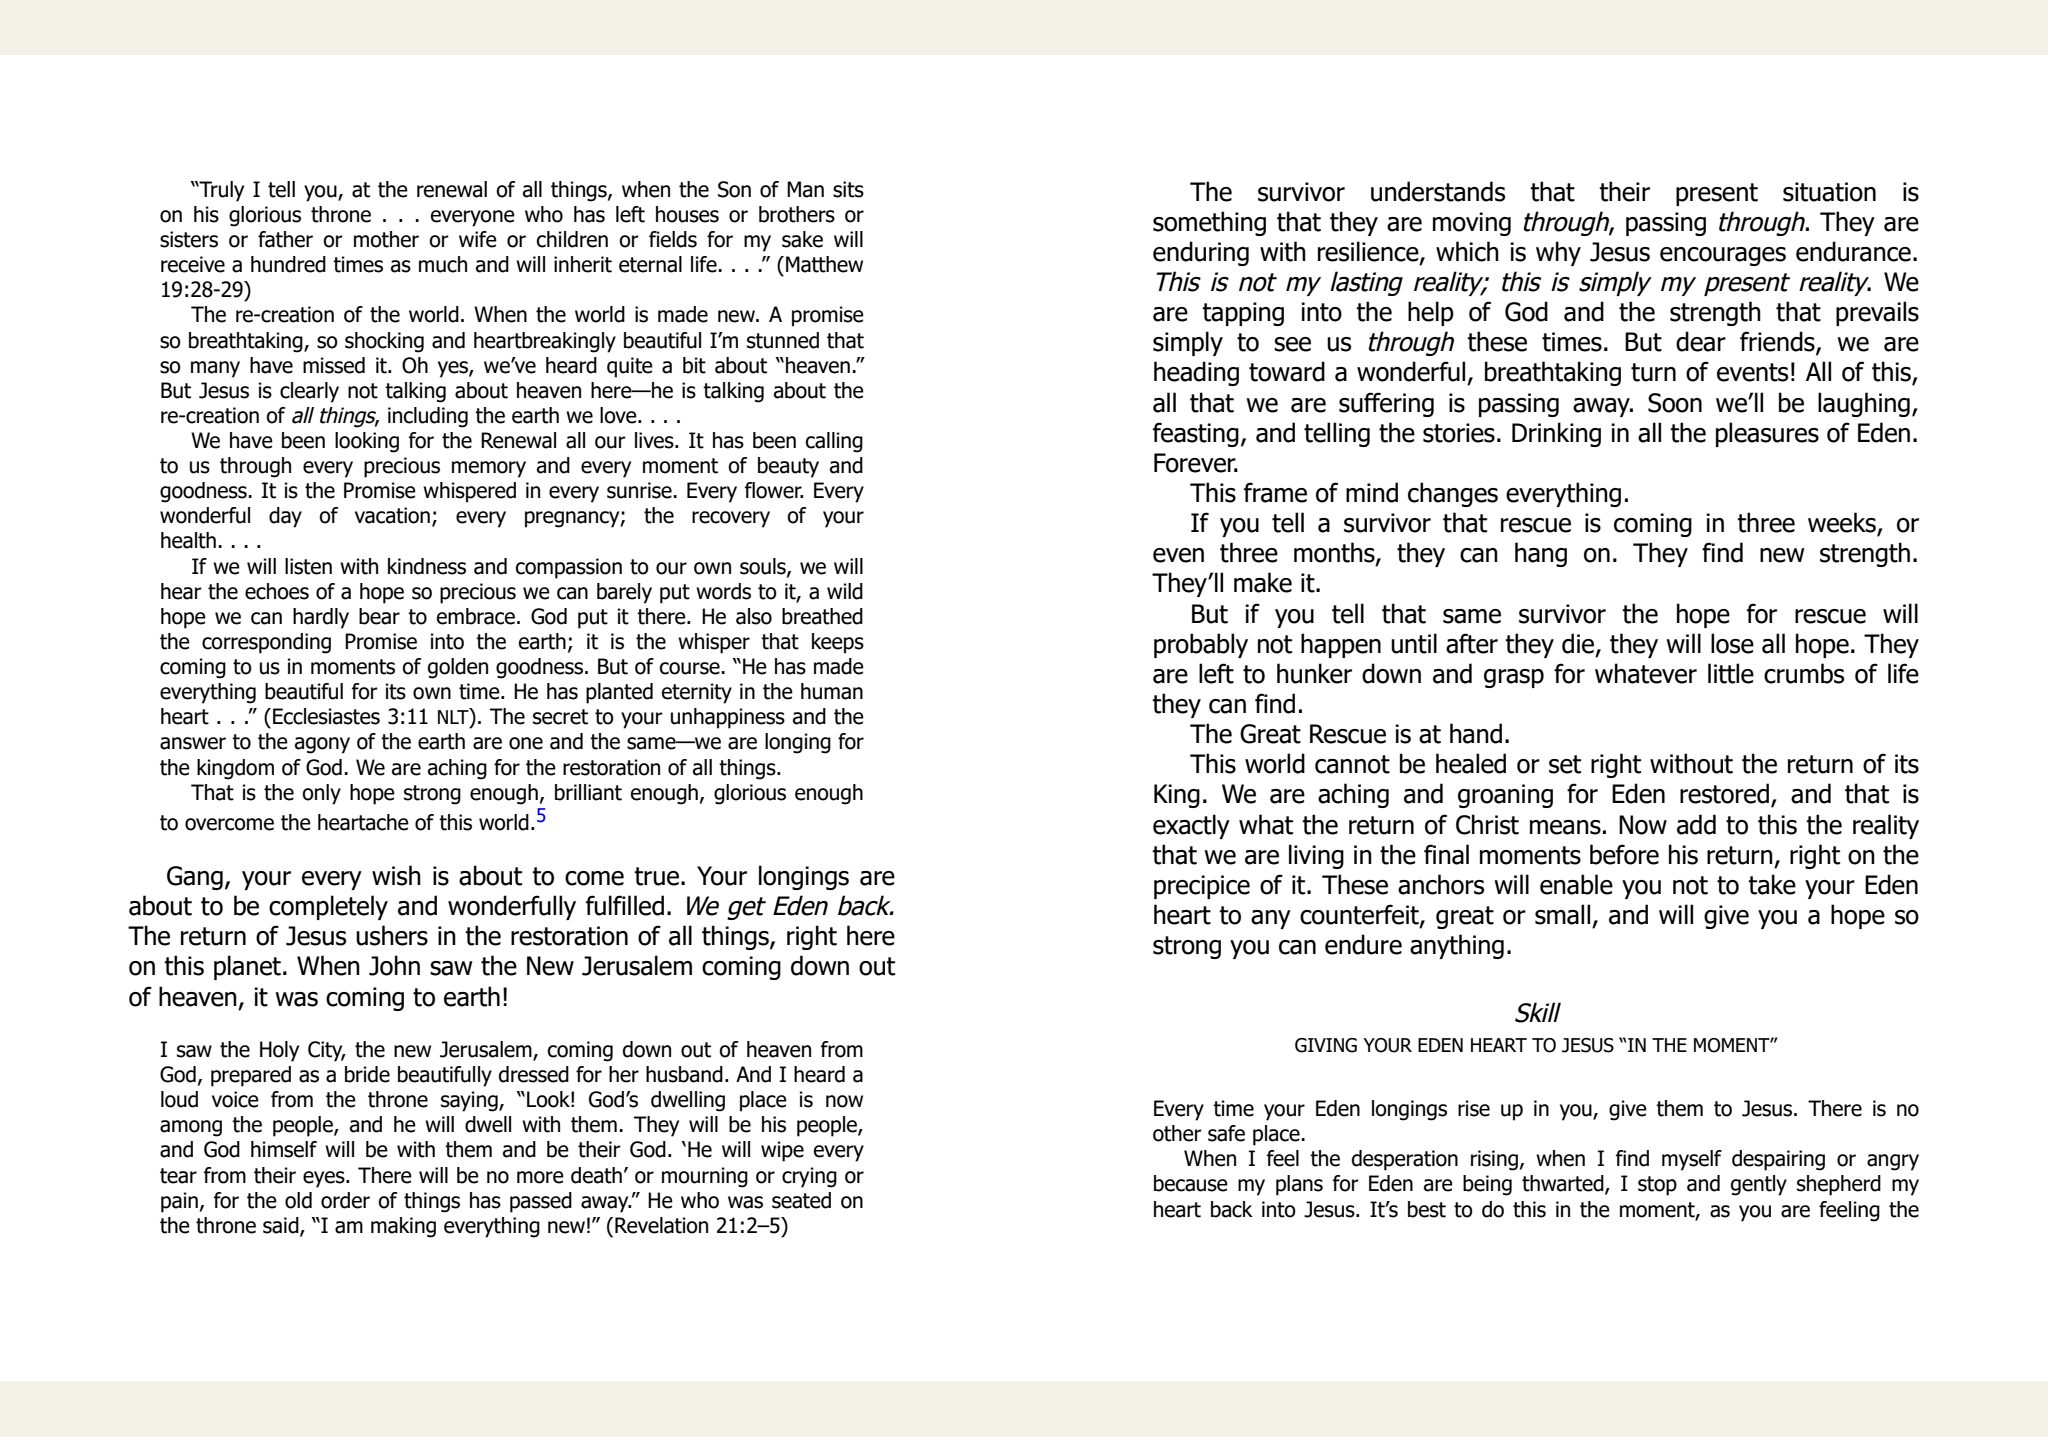 “Truly I tell you, at the renewal of all things, when the Son of Man sits
on his glorious throne . . . everyone who has left houses or brothers or
sisters or father or mother or wife or children or fields for my sake will
receive a hundred times as much and will inherit eternal life. . . .” (Matthew
19:28-29)
The re-creation of the world. When the world is made new. A promise
so breathtaking, so shocking and heartbreakingly beautiful I’m stunned that
so many have missed it. Oh yes, we’ve heard quite a bit about “heaven.”
But Jesus is clearly not talking about heaven here—he is talking about the
re-creation of all things, including the earth we love. . . .
We have been looking for the Renewal all our lives. It has been calling
to us through every precious memory and every moment of beauty and
goodness. It is the Promise whispered in every sunrise. Every flower. Every
wonderful day of vacation; every pregnancy; the recovery of your
health. . . .
If we will listen with kindness and compassion to our own souls, we will
hear the echoes of a hope so precious we can barely put words to it, a wild
hope we can hardly bear to embrace. God put it there. He also breathed
the corresponding Promise into the earth; it is the whisper that keeps
coming to us in moments of golden goodness. But of course. “He has made
everything beautiful for its own time. He has planted eternity in the human
heart . . .” (Ecclesiastes 3:11 NLT). The secret to your unhappiness and the
answer to the agony of the earth are one and the same—we are longing for
the kingdom of God. We are aching for the restoration of all things.
That is the only hope strong enough, brilliant enough, glorious enough
to overcome the heartache of this world.5
Gang, your every wish is about to come true. Your longings are
about to be completely and wonderfully fulfilled. We get Eden back.
The return of Jesus ushers in the restoration of all things, right here
on this planet. When John saw the New Jerusalem coming down out
of heaven, it was coming to earth!
I saw the Holy City, the new Jerusalem, coming down out of heaven from
God, prepared as a bride beautifully dressed for her husband. And I heard a
loud voice from the throne saying, “Look! God’s dwelling place is now
among the people, and he will dwell with them. They will be his people,
and God himself will be with them and be their God. ‘He will wipe every
tear from their eyes. There will be no more death’ or mourning or crying or
pain, for the old order of things has passed away.” He who was seated on
the throne said, “I am making everything new!” (Revelation 21:2–5)
The survivor understands that their present situation is
something that they are moving through, passing through. They are
enduring with resilience, which is why Jesus encourages endurance.
This is not my lasting reality; this is simply my present reality. We
are tapping into the help of God and the strength that prevails
simply to see us through these times. But dear friends, we are
heading toward a wonderful, breathtaking turn of events! All of this,
all that we are suffering is passing away. Soon we’ll be laughing,
feasting, and telling the stories. Drinking in all the pleasures of Eden.
Forever.
This frame of mind changes everything.
If you tell a survivor that rescue is coming in three weeks, or
even three months, they can hang on. They find new strength.
They’ll make it.
But if you tell that same survivor the hope for rescue will
probably not happen until after they die, they will lose all hope. They
are left to hunker down and grasp for whatever little crumbs of life
they can find.
The Great Rescue is at hand.
This world cannot be healed or set right without the return of its
King. We are aching and groaning for Eden restored, and that is
exactly what the return of Christ means. Now add to this the reality
that we are living in the final moments before his return, right on the
precipice of it. These anchors will enable you not to take your Eden
heart to any counterfeit, great or small, and will give you a hope so
strong you can endure anything.
Skill
GIVING YOUR EDEN HEART TO JESUS “IN THE MOMENT”
Every time your Eden longings rise up in you, give them to Jesus. There is no
other safe place.
When I feel the desperation rising, when I find myself despairing or angry
because my plans for Eden are being thwarted, I stop and gently shepherd my
heart back into Jesus. It’s best to do this in the moment, as you are feeling the